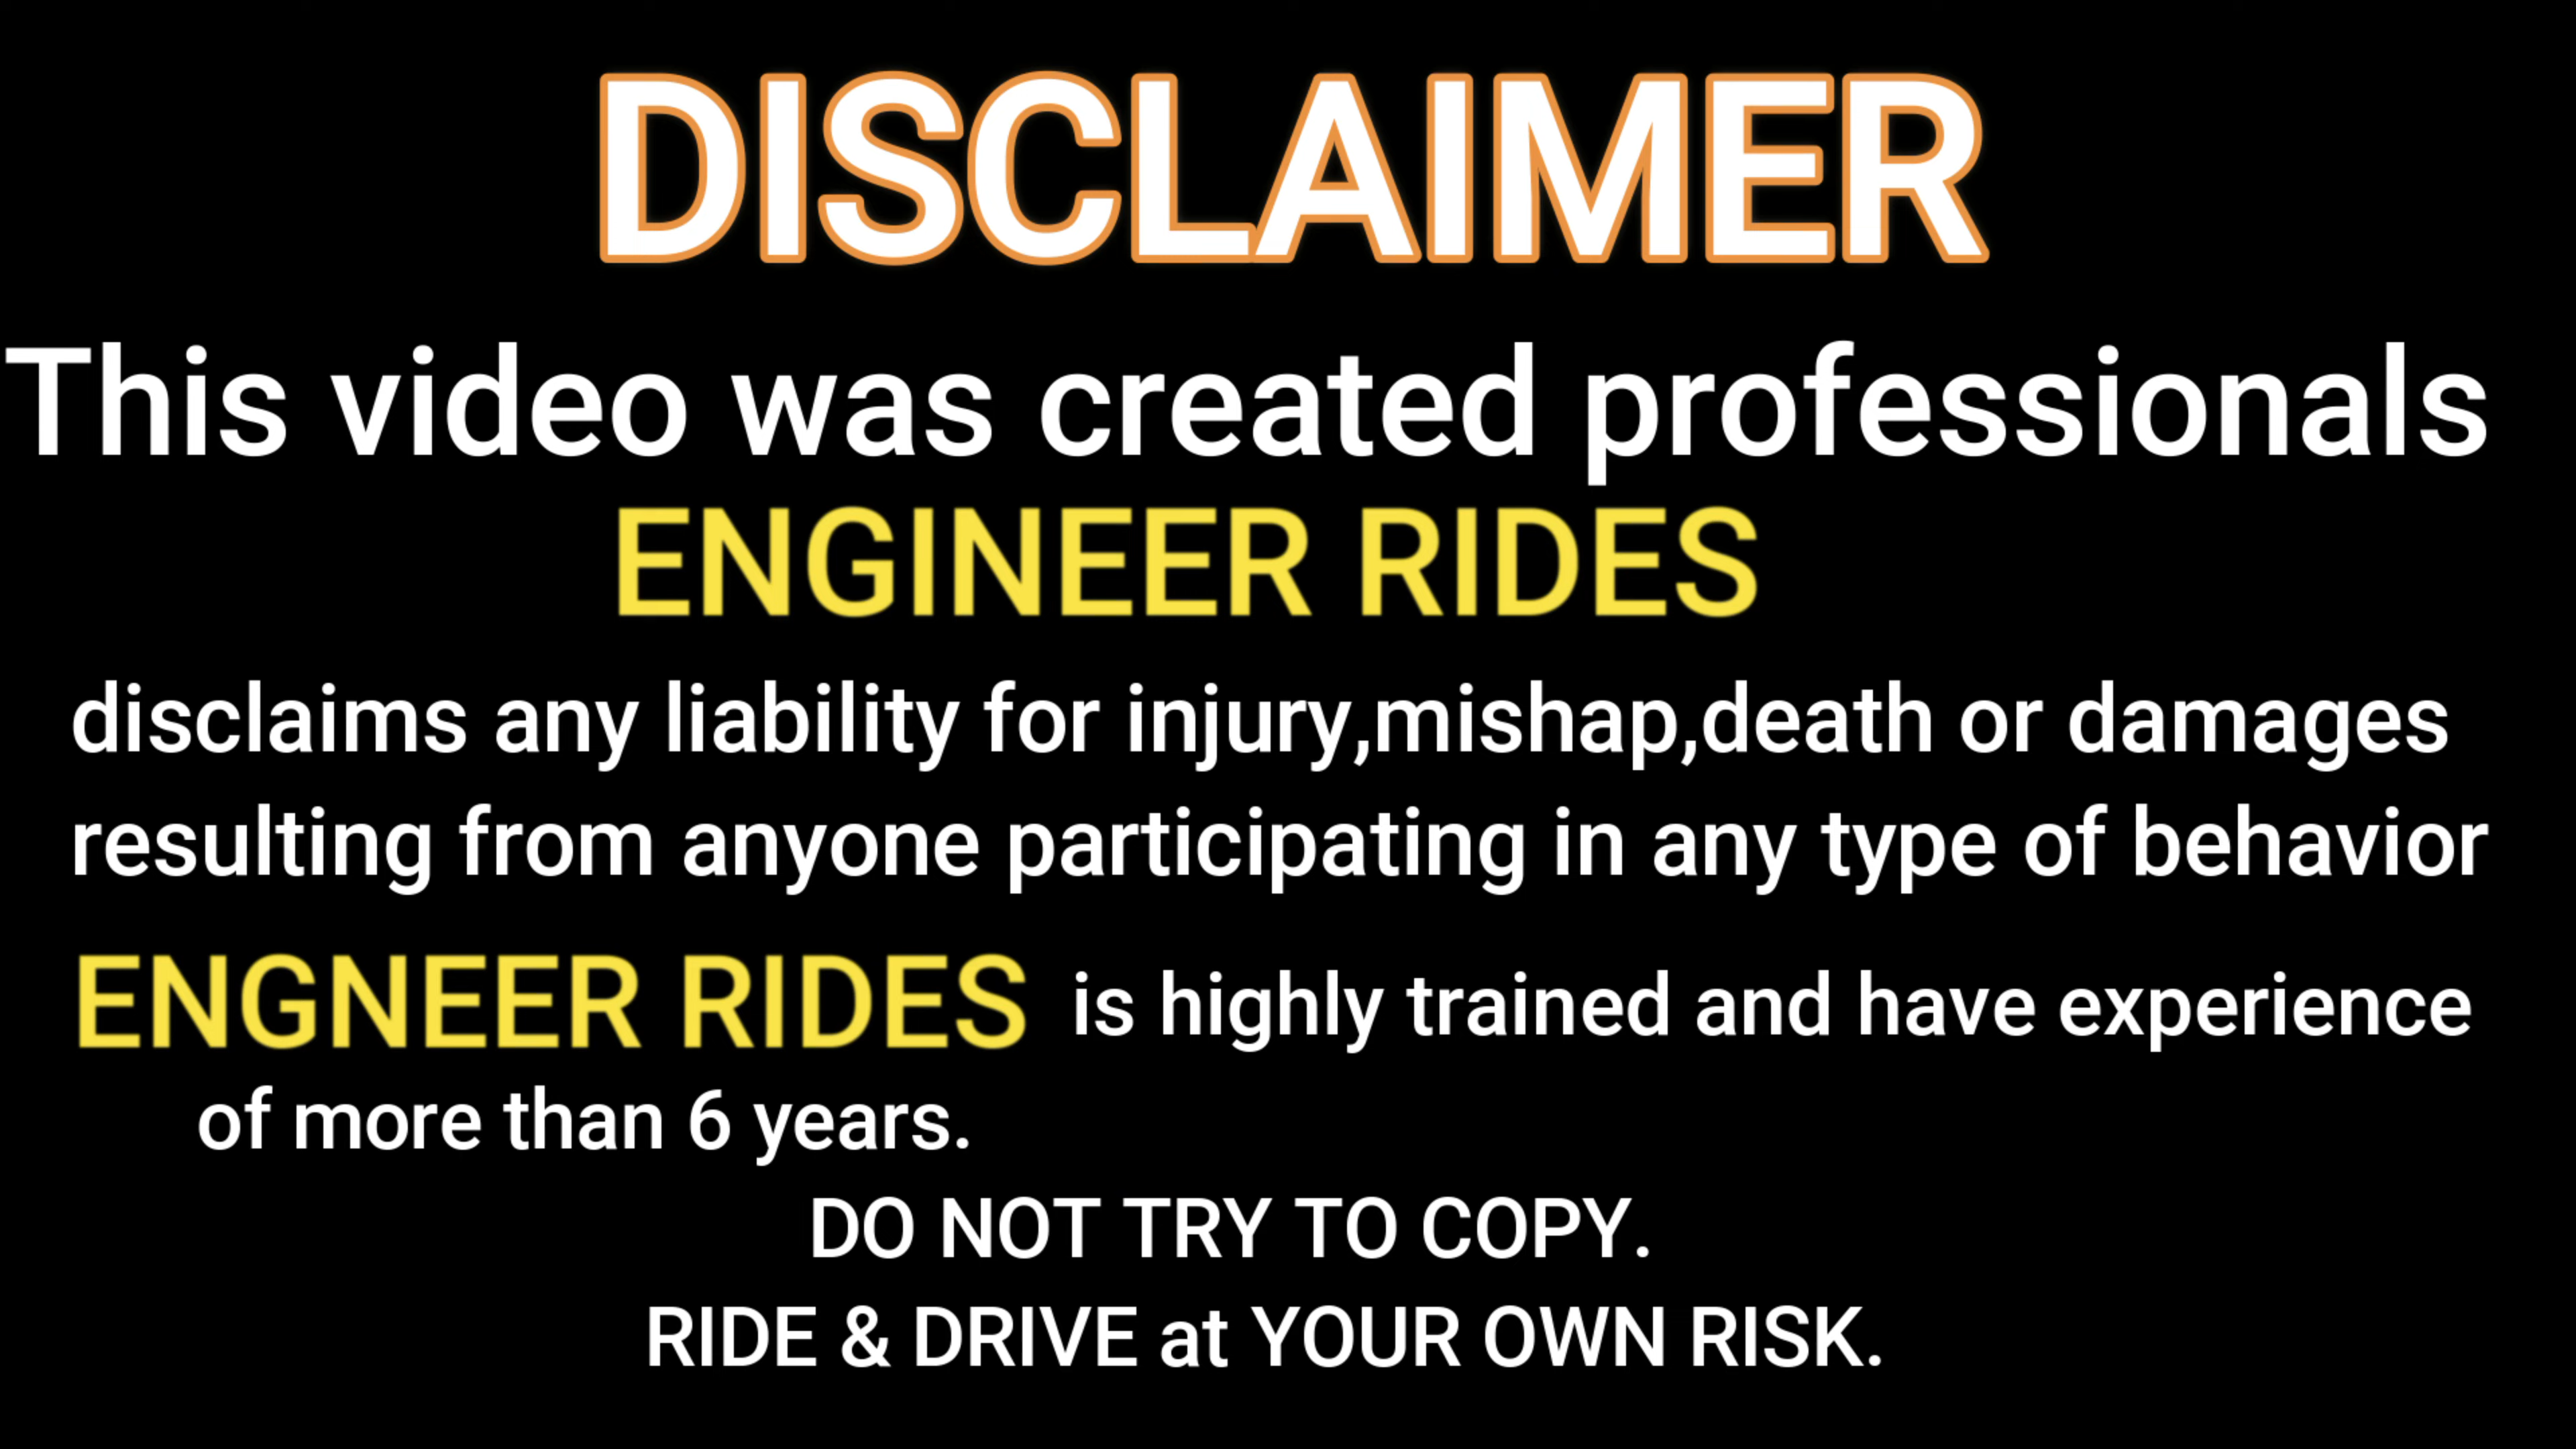 DISCLAIMER
This video was created professionals
ENGINEER RIDES
disclaims any liability for injury,mishap,death or damages
resulting from anyone participating in any type of behavior
ENGNEER RIDES is highly trained and have experience
of more than 6 years.
DO NOT TRY TO COPY.
RIDE & DRIVE at YOUR OWN RISK.